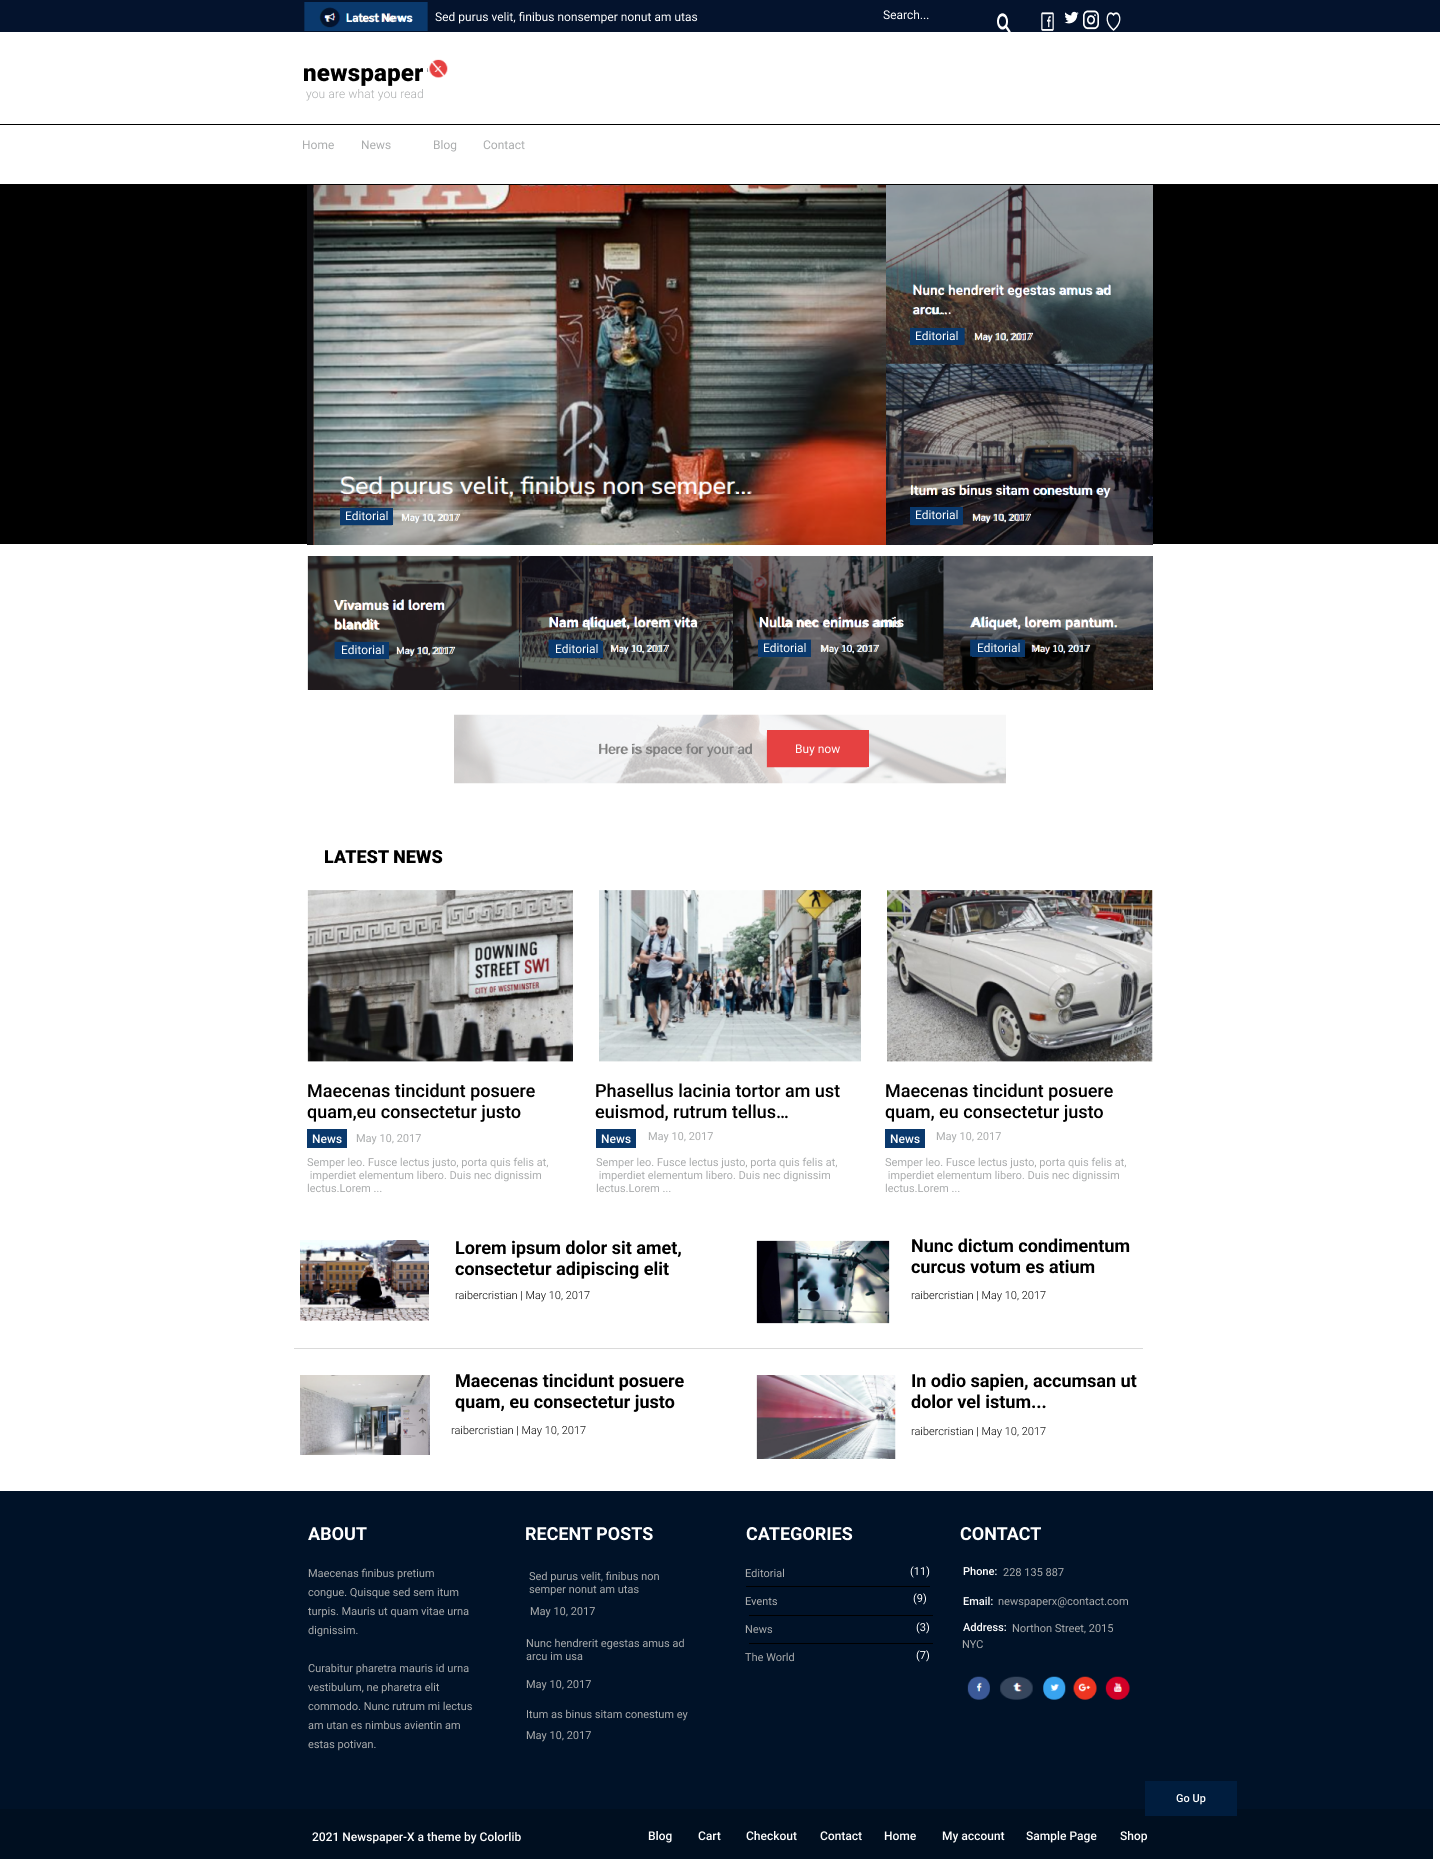 Latest News
Sed purus velit, finibus nonsemper nonut am utas
Search...
newspaper
you are what you read
Home
News
Blog
Contact
Nunc hendrerit egestas amus ad
arcu...
Editorial
May 10, 2017
Sed purus velit, finibus non semper...
Editorial
May 10, 2017
Itum as binus sitam conestum ey
Editorial
May 10, 2017
Vivamus id lorem
blandit
Editorial
May 10, 2017
Nam aliquet, lorem vita
Editorial
May 10, 2017
Nulla nec enimus amis
Editorial
May 10, 2017
Aliquet, lorem pantum.
Editorial
May 10, 2017
Here is space for your ad
Buy now
LATEST NEWS
DOWNING
STREET SW1
CITY OF WESTMINSTER
Museum Speyer
Maecenas tincidunt posuere
quam,eu consectetur justo
News
May 10, 2017
Semper leo. Fusce lectus justo, porta quis felis at,
imperdiet elementum libero. Duis nec dignissim
lectus.Lorem ...
Phasellus lacinia tortor am ust
euismod, rutrum tellus...
News
May 10, 2017
Semper leo. Fusce lectus justo, porta quis felis at,
imperdiet elementum libero. Duis nec dignissim
lectus.Lorem ...
Maecenas tincidunt posuere
quam, eu consectetur justo
News
May 10, 2017
Semper leo. Fusce lectus justo, porta quis felis at,
imperdiet elementum libero. Duis nec dignissim
lectus.Lorem ...
Lorem ipsum dolor sit amet,
consectetur adipiscing elit
raibercristian | May 10, 2017
Nunc dictum condimentum
curcus votum es atium
raibercristian | May 10, 2017
Maecenas tincidunt posuere
quam, eu consectetur justo
raibercristian | May 10, 2017
In odio sapien, accumsan ut
dolor vel istum...
raibercristian | May 10, 2017
ABOUT
Maecenas finibus pretium
congue. Quisque sed sem itum
turpis. Mauris ut quam vitae urna
dignissim.
Curabitur pharetra mauris id urna
vestibulum, ne pharetra elit
commodo. Nunc rutrum mi lectus
am utan es nimbus avientin am
estas potivan.
RECENT POSTS
Sed purus velit, finibus non
semper nonut am utas
May 10, 2017
Nunc hendrerit egestas amus ad
arcu im usa
May 10, 2017
Itum as binus sitam conestum ey
May 10, 2017
CATEGORIES
Editorial (11)
Events (9)
News (3)
The World (7)
CONTACT
Phone: 228 135 887
Email: newspaperx@contact.com
Address: Northon Street, 2015
NYC
Go Up
2021 Newspaper-X a theme by Colorlib
Blog
Cart
Checkout
Contact
Home
My account
Sample Page
Shop